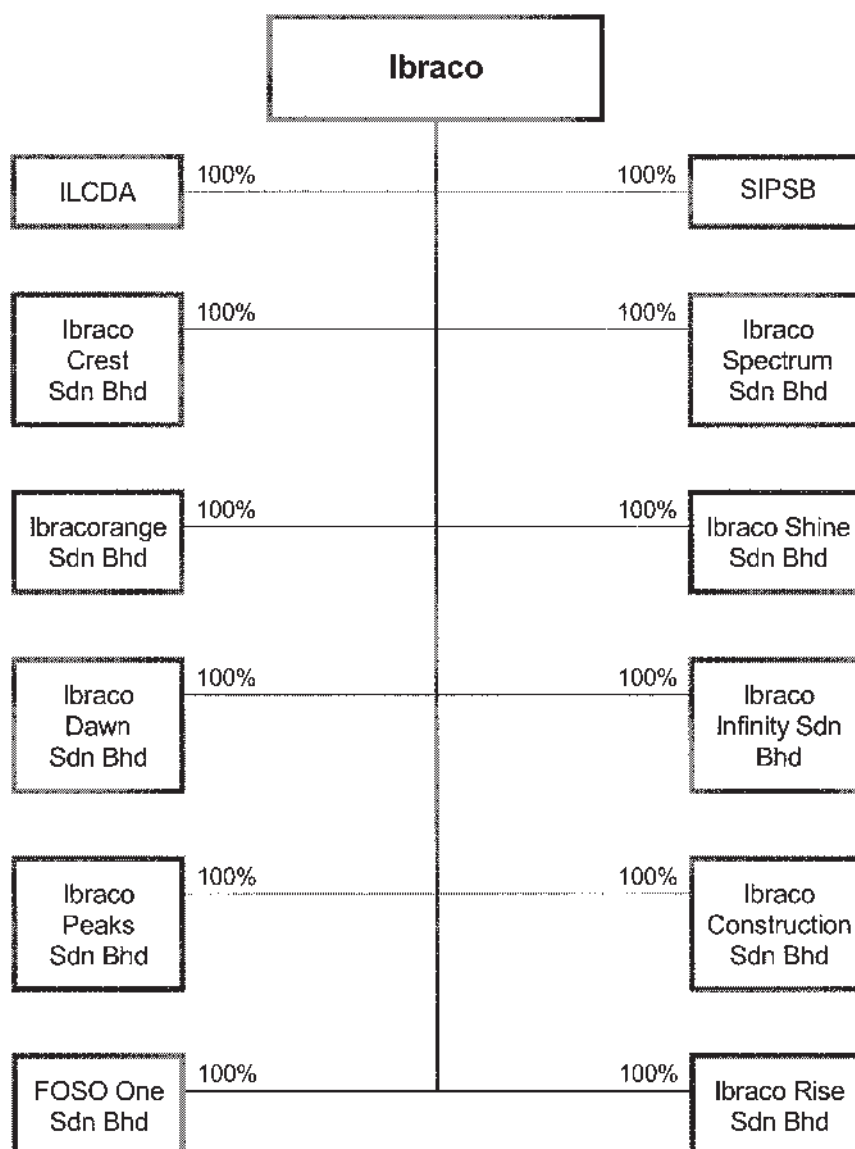 Ibraco
100%
100%
ILCDA
SIPSB
100%
100%
Ibraco
Crest
Sdn Bhd
Ibraco
Spectrum
Sdn Bhd
100%
100%
Ibracorange
Sdn Bhd
Ibraco Shine
Sdn Bhd
100%
100%
Ibraco
Dawn
Sdn Bhd
Ibraco
Infinity Sdn
Bhd
100%
100%
Ibraco
Peaks
Sdn Bhd
Ibraco
Construction
Sdn Bhd
100%
100%
FOSO One
Sdn Bhd
Ibraco Rise
Sdn Bhd